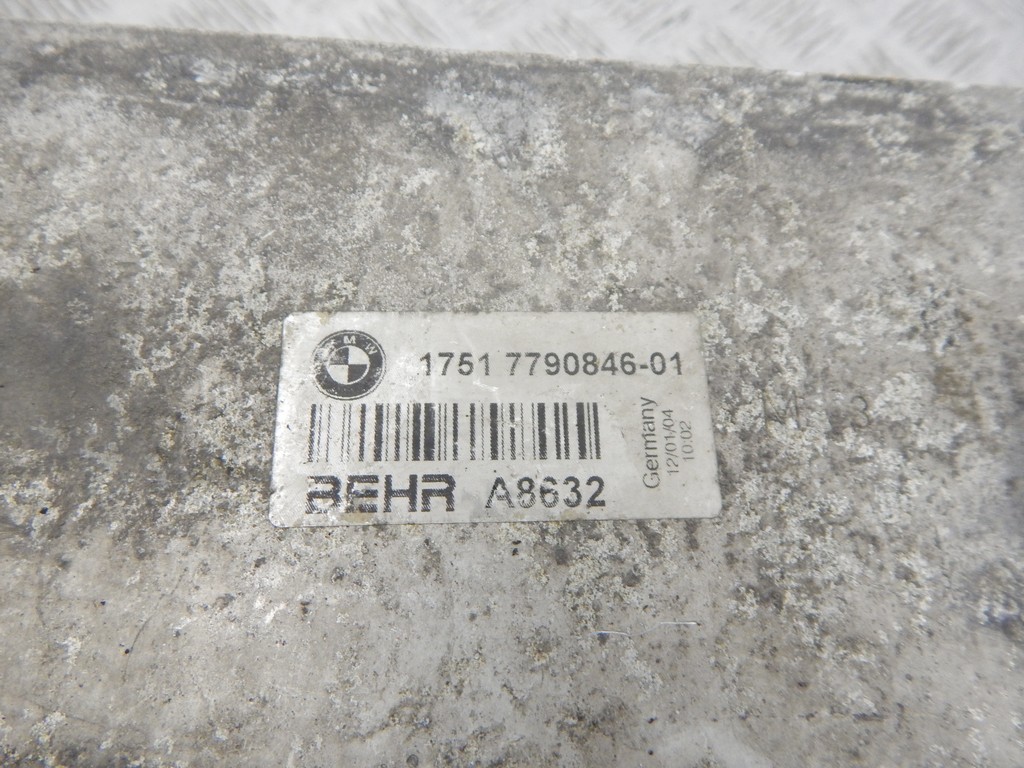 BMW
1751 7790846-01
BEHR A8632
Germany
12/01/04
10:02